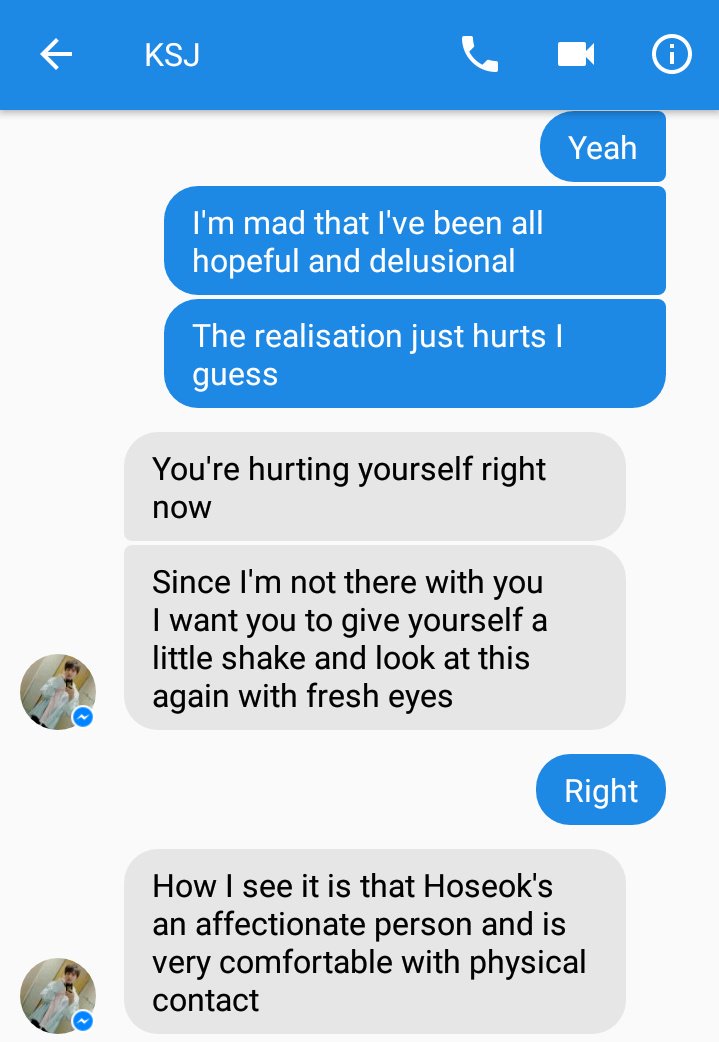 KSJ
Yeah
I'm mad that I've been all
hopeful and delusional
The realisation just hurts I
guess
You're hurting yourself right
now
Since I'm not there with you
I want you to give yourself a
little shake and look at this
again with fresh eyes
Right
How I see it is that Hoseok's
an affectionate person and is
very comfortable with physical
contact